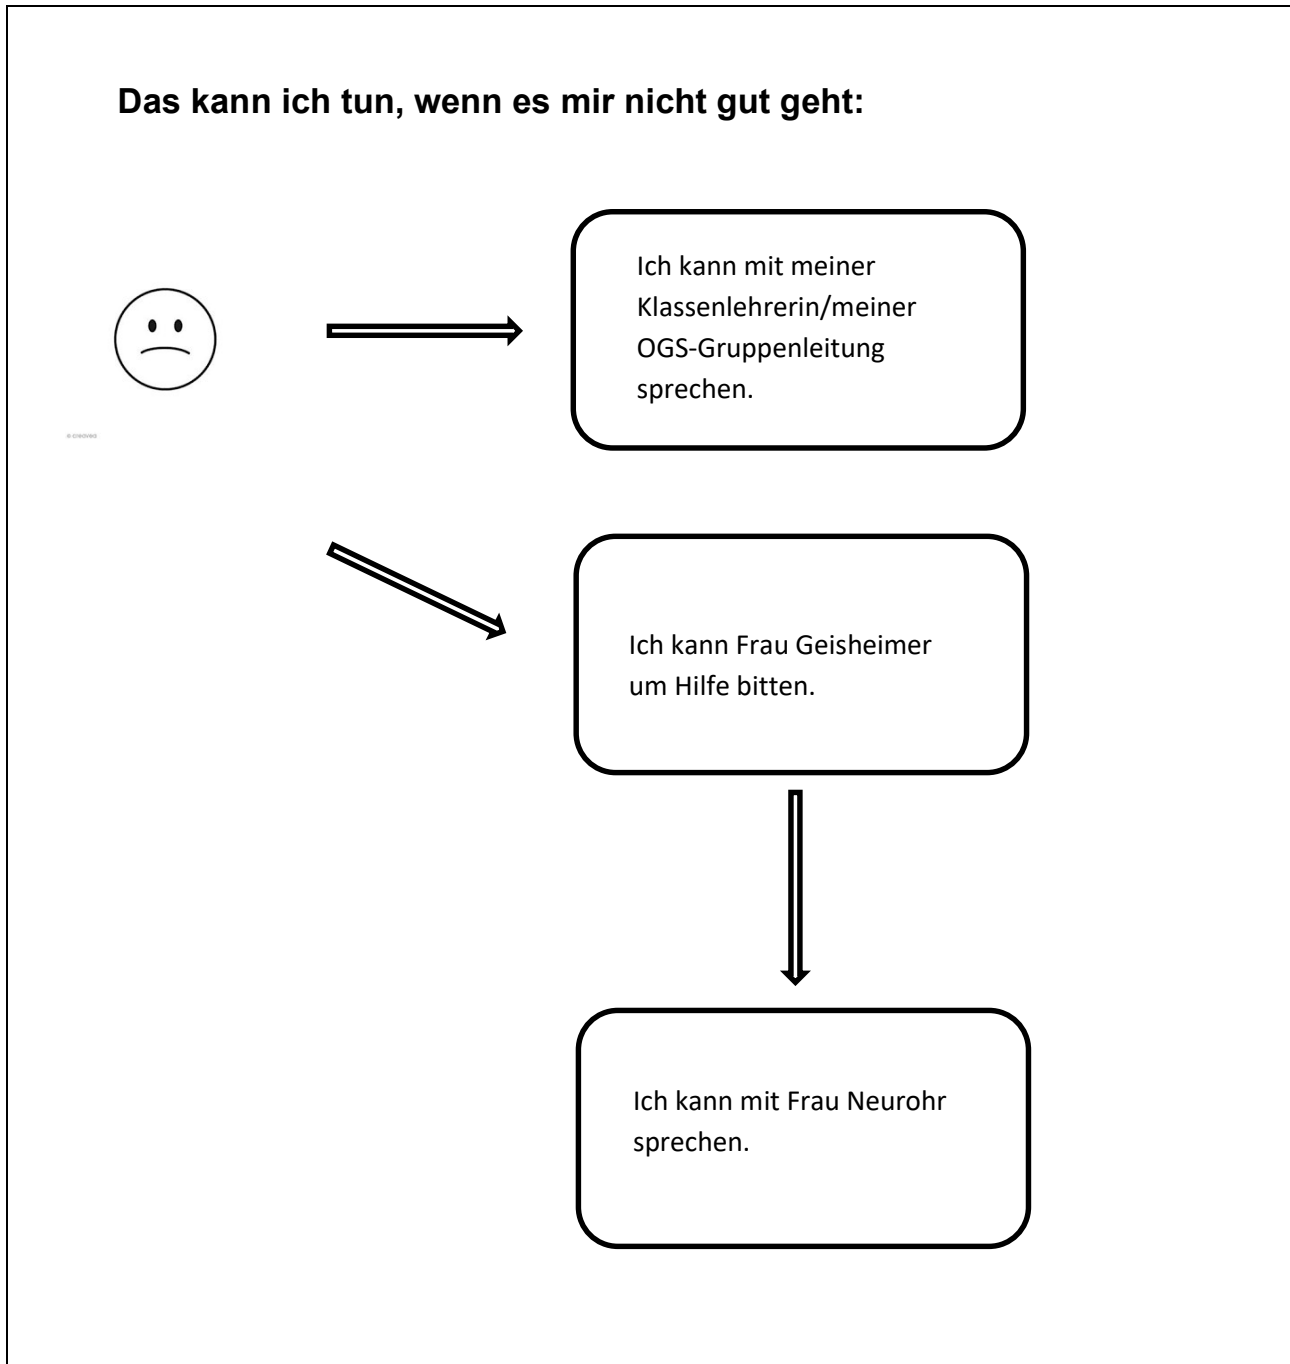 Das kann ich tun, wenn es mir nicht gut geht:
Ich kann mit meiner
Klassenlehrerin/meiner
OGS-Gruppenleitung
sprechen.
Ich kann Frau Geisheimer
um Hilfe bitten.
Ich kann mit Frau Neurohr
sprechen.